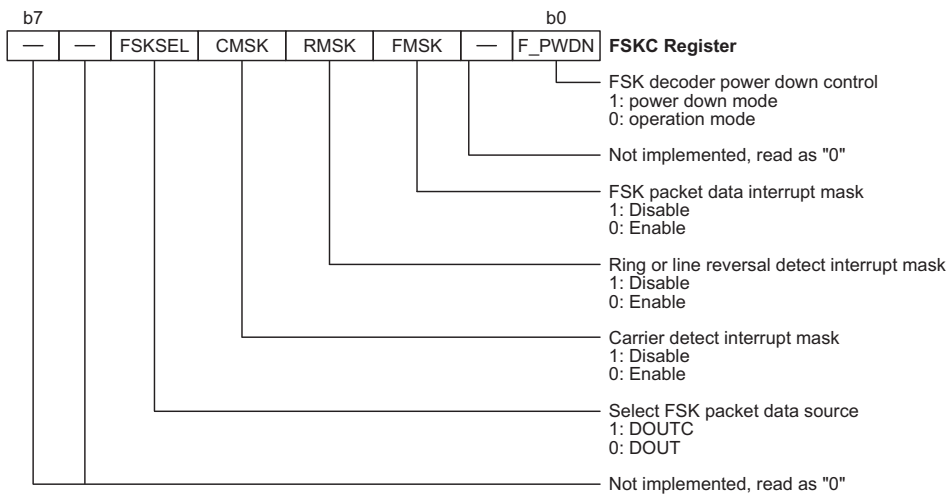 b7 b0
— — FSKSEL CMSK RMSK FMSK — F_PWDN FSKC Register
FSK decoder power down control
1: power down mode
0: operation mode
Not implemented, read as "0"
FSK packet data interrupt mask
1: Disable
0: Enable
Ring or line reversal detect interrupt mask
1: Disable
0: Enable
Carrier detect interrupt mask
1: Disable
0: Enable
Select FSK packet data source
1: DOUTC
0: DOUT
Not implemented, read as "0"